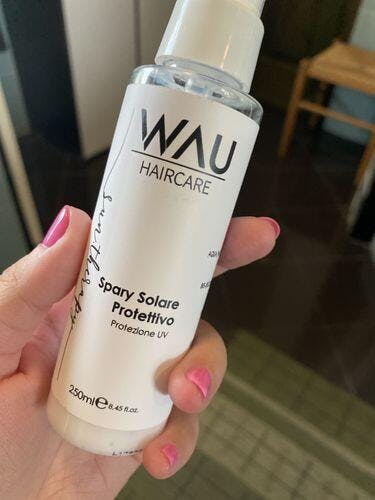 WAU
HAIRCARE
sun therapy
Spary Solare
Protettivo
Protezione UV
250ml e 8.45 fl.oz.